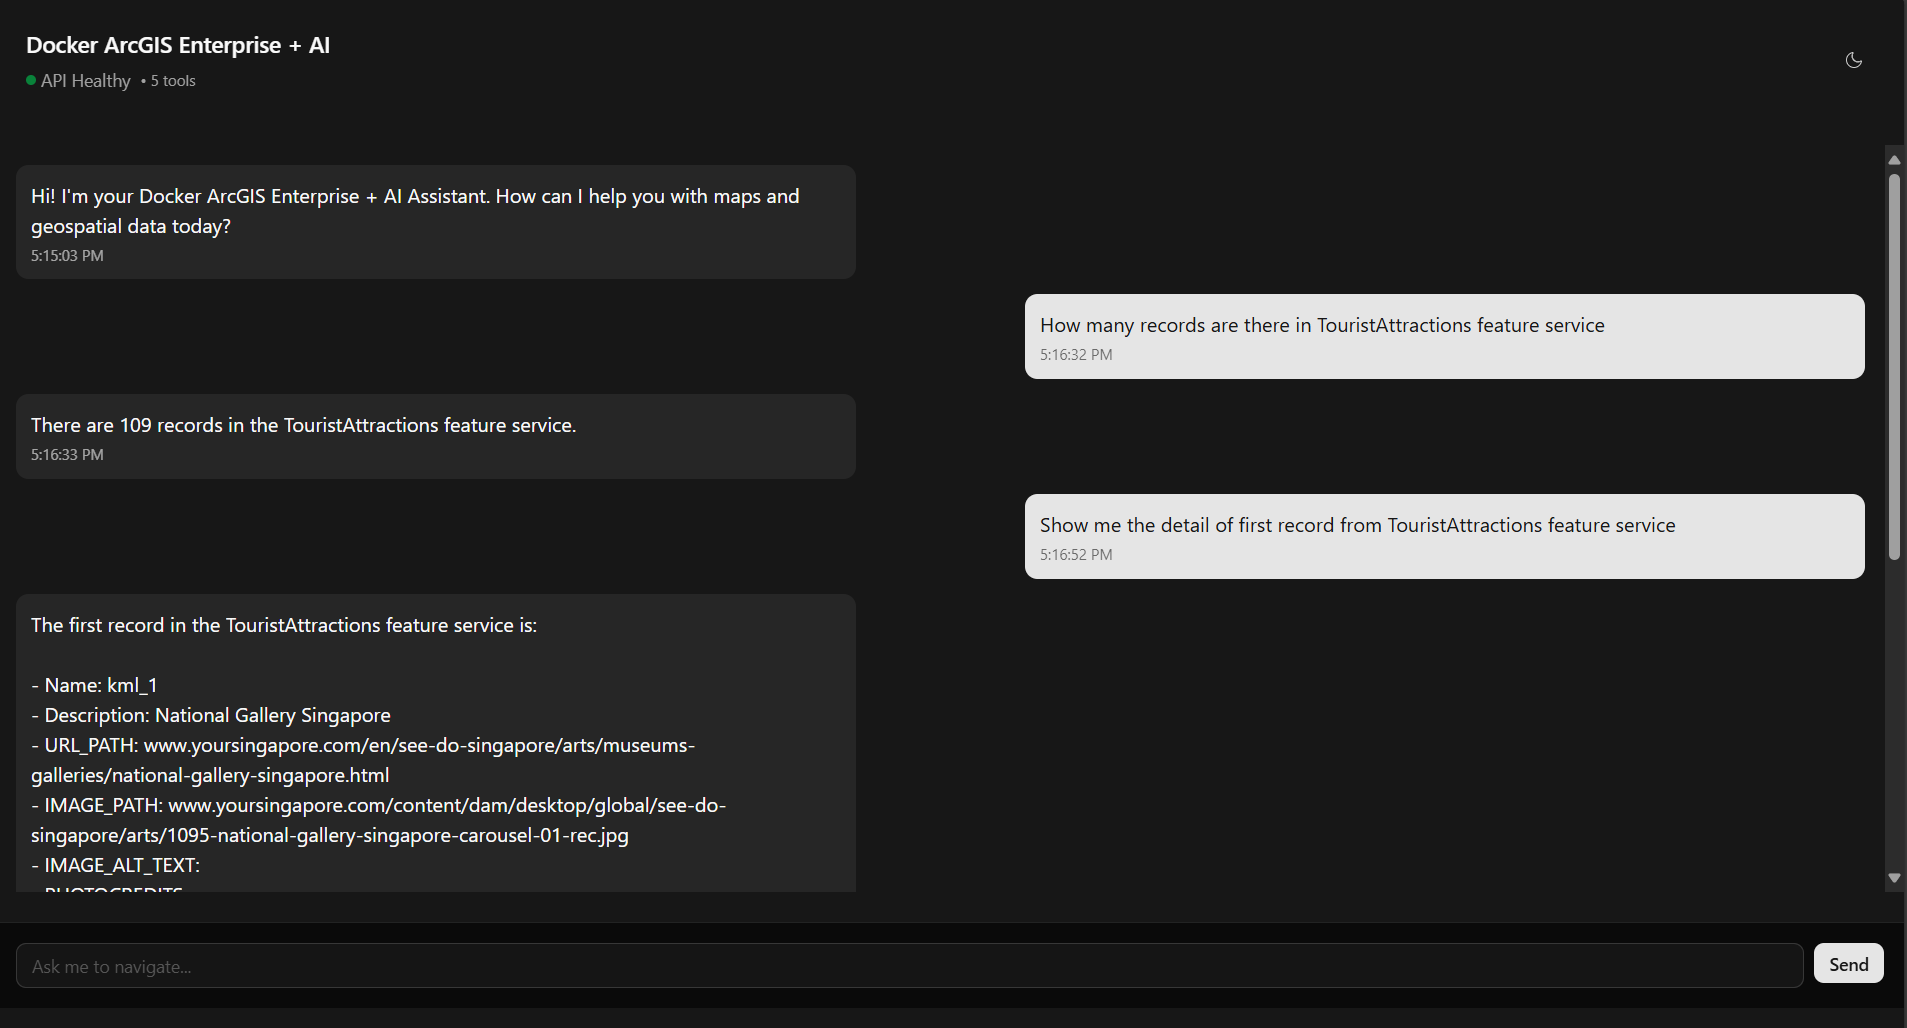 Docker ArcGIS Enterprise + AI
API Healthy • 5 tools
Hi! I'm your Docker ArcGIS Enterprise + AI Assistant. How can I help you with maps and
geospatial data today?
5:15:03 PM
How many records are there in TouristAttractions feature service
5:16:32 PM
There are 109 records in the TouristAttractions feature service.
5:16:33 PM
Show me the detail of first record from TouristAttractions feature service
5:16:52 PM
The first record in the TouristAttractions feature service is:
- Name: kml_1
- Description: National Gallery Singapore
- URL_PATH: www.yoursingapore.com/en/see-do-singapore/arts/museums-
galleries/national-gallery-singapore.html
- IMAGE_PATH: www.yoursingapore.com/content/dam/desktop/global/see-do-
singapore/arts/1095-national-gallery-singapore-carousel-01-rec.jpg
- IMAGE_ALT_TEXT:
- PHOTOCREDITS
Ask me to navigate...
Send